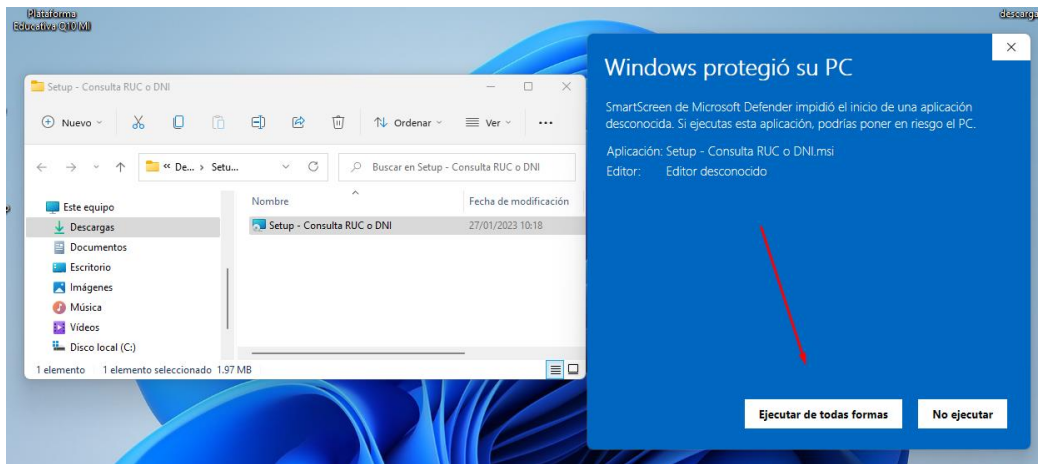 Plataforma
Educativa Q10 MI
descarga
Setup - Consulta RUC o DNI
Nuevo
Ordenar
Ver
« De... > Setu...
Buscar en Setup - Consulta RUC o DNI
Nombre
Fecha de modificación
Este equipo
Descargas
Documentos
Escritorio
Imágenes
Música
Vídeos
Disco local (C:)
Setup - Consulta RUC o DNI
27/01/2023 10:18
1 elemento
1 elemento seleccionado 1.97 MB
Windows protegió su PC
SmartScreen de Microsoft Defender impidió el inicio de una aplicación
desconocida. Si ejecutas esta aplicación, podrías poner en riesgo el PC.
Aplicación: Setup - Consulta RUC o DNI.msi
Editor: Editor desconocido
Ejecutar de todas formas
No ejecutar